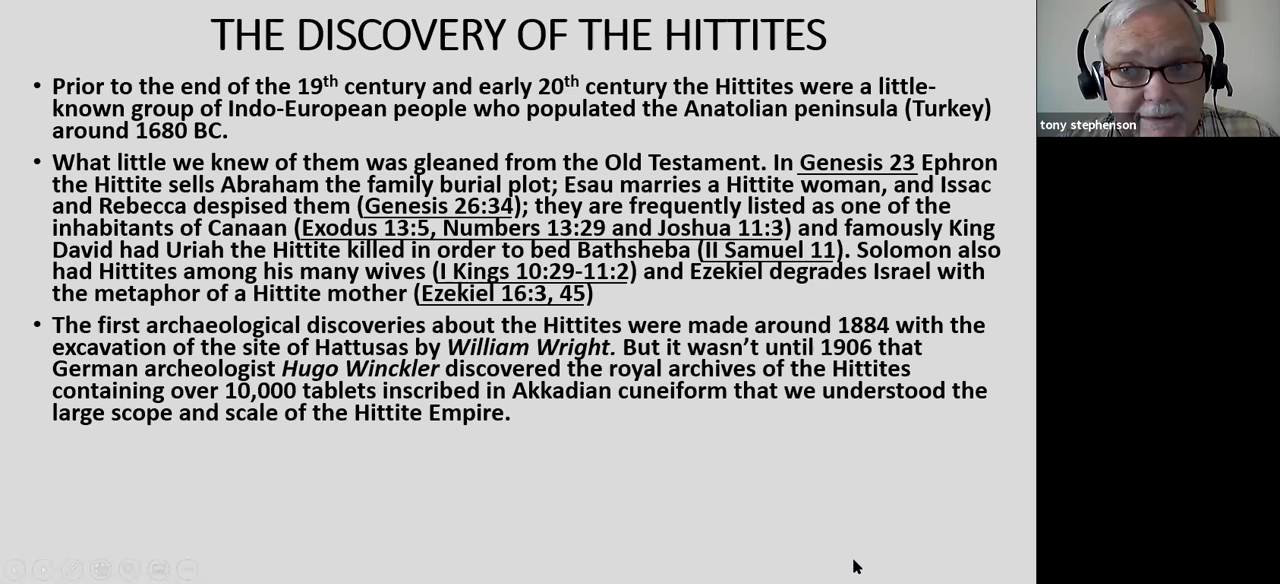 THE DISCOVERY OF THE HITTITES
• Prior to the end of the 19th century and early 20th century the Hittites were a little-
known group of Indo-European people who populated the Anatolian peninsula (Turkey)
around 1680 BC.
• What little we knew of them was gleaned from the Old Testament. In Genesis 23 Ephron
the Hittite sells Abraham the family burial plot; Esau marries a Hittite woman, and Issac
and Rebecca despised them (Genesis 26:34); they are frequently listed as one of the
inhabitants of Canaan (Exodus 13:5, Numbers 13:29 and Joshua 11:3) and famously King
David had Uriah the Hittite killed in order to bed Bathsheba (II Samuel 11). Solomon also
had Hittites among his many wives (I Kings 10:29-11:2) and Ezekiel degrades Israel with
the metaphor of a Hittite mother (Ezekiel 16:3, 45)
• The first archaeological discoveries about the Hittites were made around 1884 with the
excavation of the site of Hattusas by William Wright. But it wasn’t until 1906 that
German archeologist Hugo Winckler discovered the royal archives of the Hittites
containing over 10,000 tablets inscribed in Akkadian cuneiform that we understood the
large scope and scale of the Hittite Empire.
tony stephenson